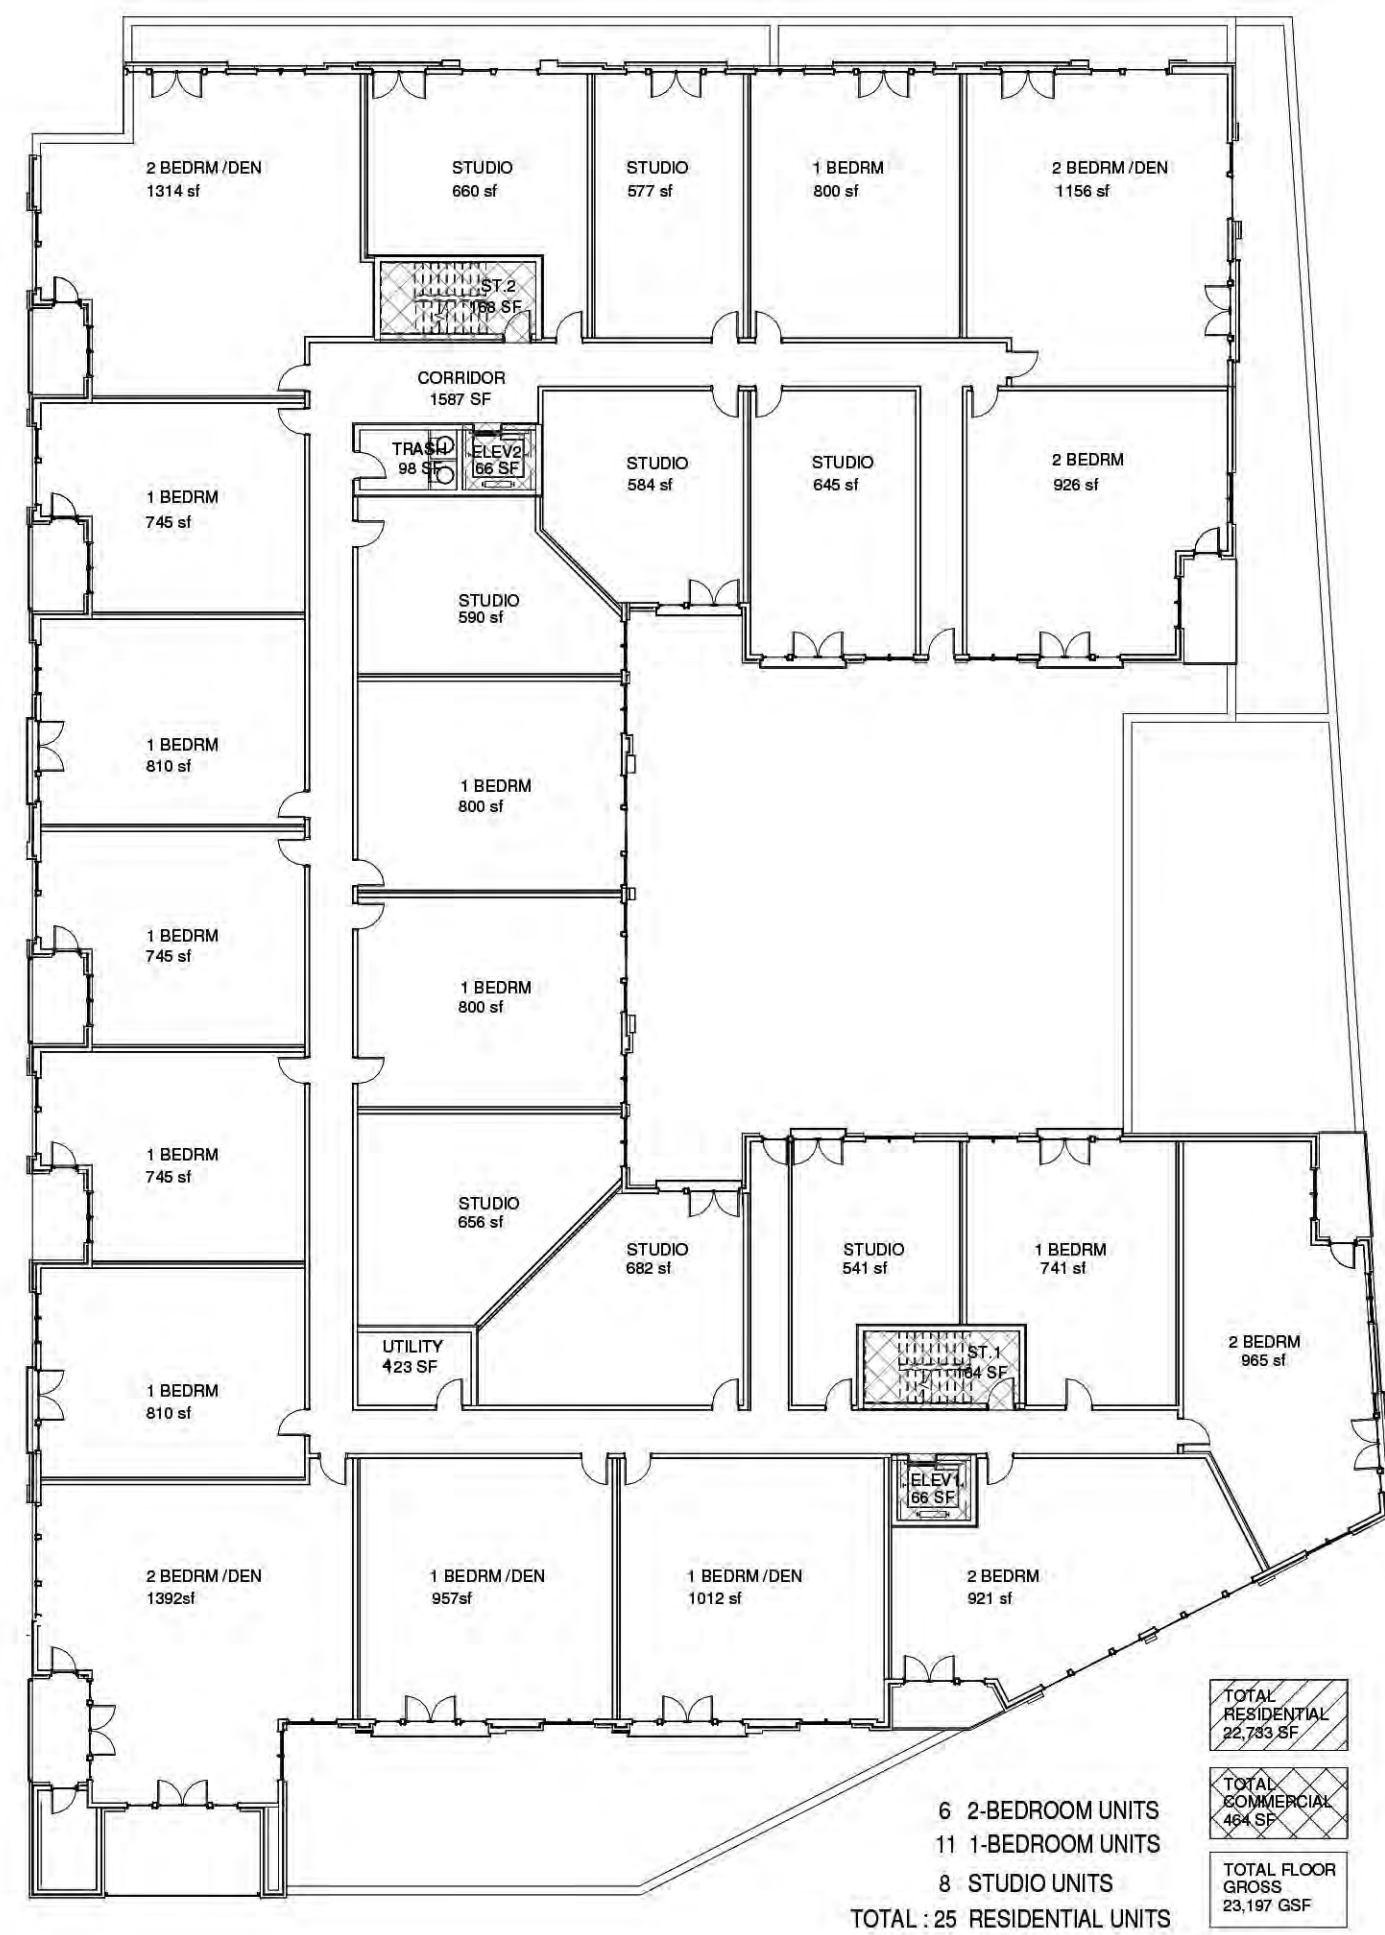 2 BEDRM /DEN
1314 sf
STUDIO
660 sf
STUDIO
577 sf
1 BEDRM
800 sf
2 BEDRM /DEN
1156 sf
ST.2
168 SF
CORRIDOR
1587 SF
TRASH
98 SF
ELEV2
66 SF
STUDIO
584 sf
STUDIO
645 sf
2 BEDRM
926 sf
1 BEDRM
745 sf
STUDIO
590 sf
1 BEDRM
810 sf
1 BEDRM
800 sf
1 BEDRM
745 sf
1 BEDRM
800 sf
1 BEDRM
745 sf
STUDIO
656 sf
STUDIO
682 sf
STUDIO
541 sf
1 BEDRM
741 sf
2 BEDRM
965 sf
UTILITY
123 SF
ST.1
164 SF
1 BEDRM
810 sf
ELEV1
66 SF
2 BEDRM /DEN
1392sf
1 BEDRM /DEN
957sf
1 BEDRM /DEN
1012 sf
2 BEDRM
921 sf
TOTAL
RESIDENTIAL
22,733 SF
TOTAL
COMMERCIAL
464 SF
TOTAL FLOOR
GROSS
23,197 GSF
6 2-BEDROOM UNITS
11 1-BEDROOM UNITS
8 STUDIO UNITS
TOTAL : 25 RESIDENTIAL UNITS